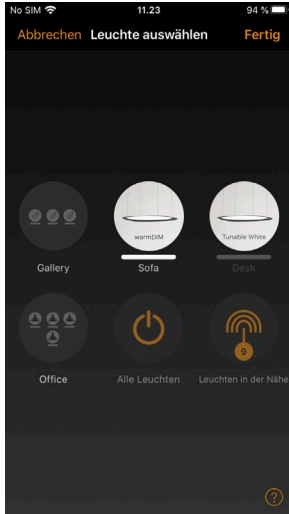 No SIM 11.23 94 %
Abbrechen Leuchte auswählen Fertig
warmDIM Tunable White
Gallery Sofa Desk
9
Office Alle Leuchten Leuchten in der Nähe
?